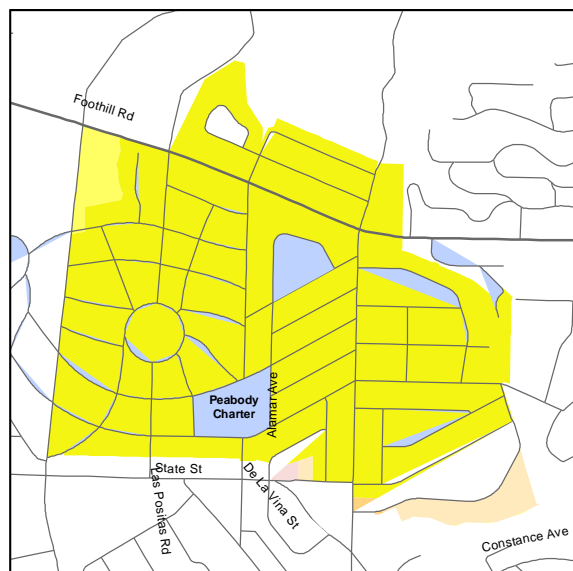 Foothill Rd
Peabody
Charter
Alamar Ave
State St
Las Positas Rd
De La Vina St
Constance Ave